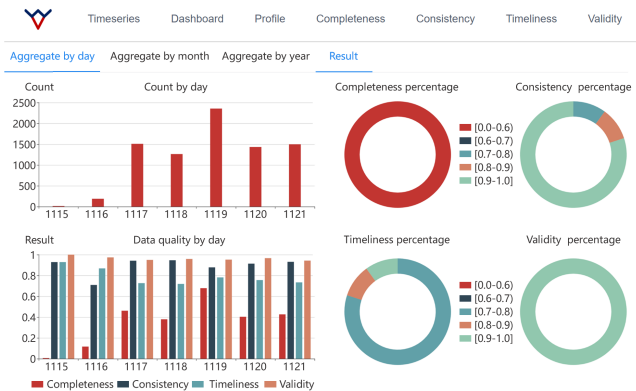 Timeseries Dashboard Profile Completeness Consistency Timeliness Validity
Aggregate by day Aggregate by month Aggregate by year Result
Count Count by day
2500
2000
1500
1000
500
0
1115 1116 1117 1118 1119 1120 1121
Completeness percentage Consistency percentage
[0.0-0.6)
[0.6-0.7)
[0.7-0.8)
[0.8-0.9)
[0.9-1.0]
Result Data quality by day
1
0.8
0.6
0.4
0.2
0
1115 1116 1117 1118 1119 1120 1121
Completeness Consistency Timeliness Validity
Timeliness percentage Validity percentage
[0.0-0.6)
[0.6-0.7)
[0.7-0.8)
[0.8-0.9)
[0.9-1.0]